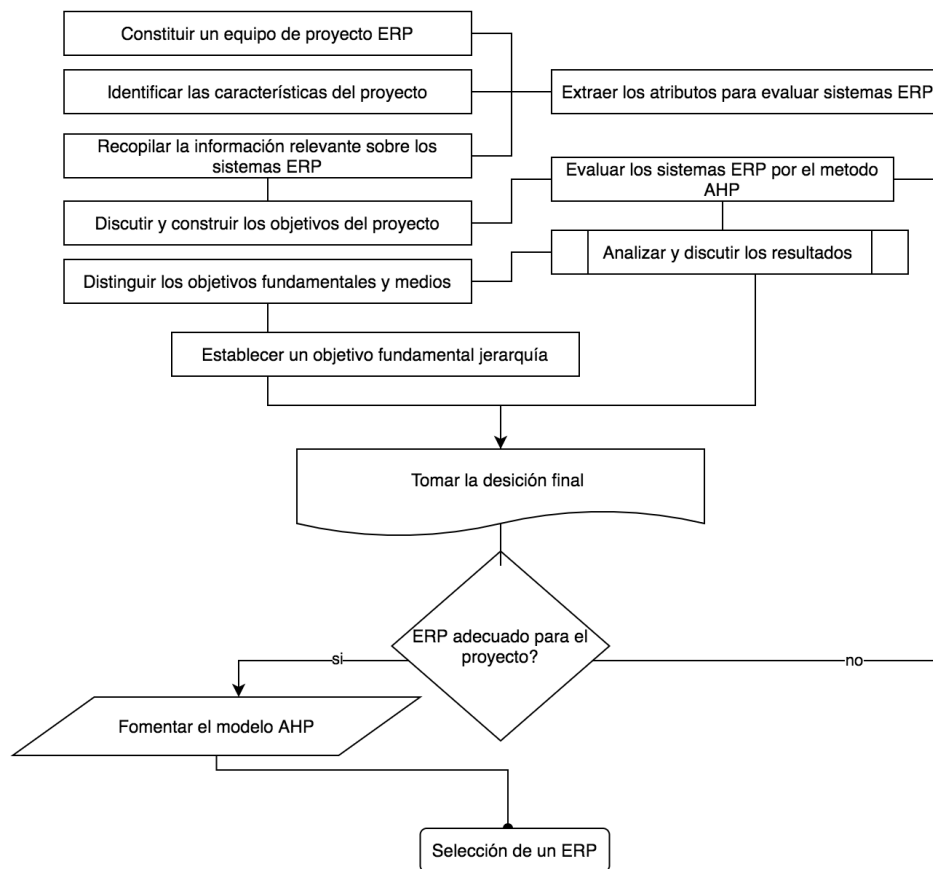 Constituir un equipo de proyecto ERP
Identificar las características del proyecto
Extraer los atributos para evaluar sistemas ERP
Recopilar la información relevante sobre los
sistemas ERP
Evaluar los sistemas ERP por el metodo
AHP
Discutir y construir los objetivos del proyecto
Analizar y discutir los resultados
Distinguir los objetivos fundamentales y medios
Establecer un objetivo fundamental jerarquía
Tomar la desición final
ERP adecuado para el
proyecto?
si
no
Fomentar el modelo AHP
Selección de un ERP